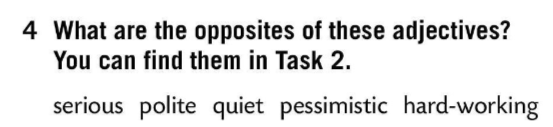 4 What are the opposites of these adjectives?
You can find them in Task 2.
serious polite quiet pessimistic hard-working